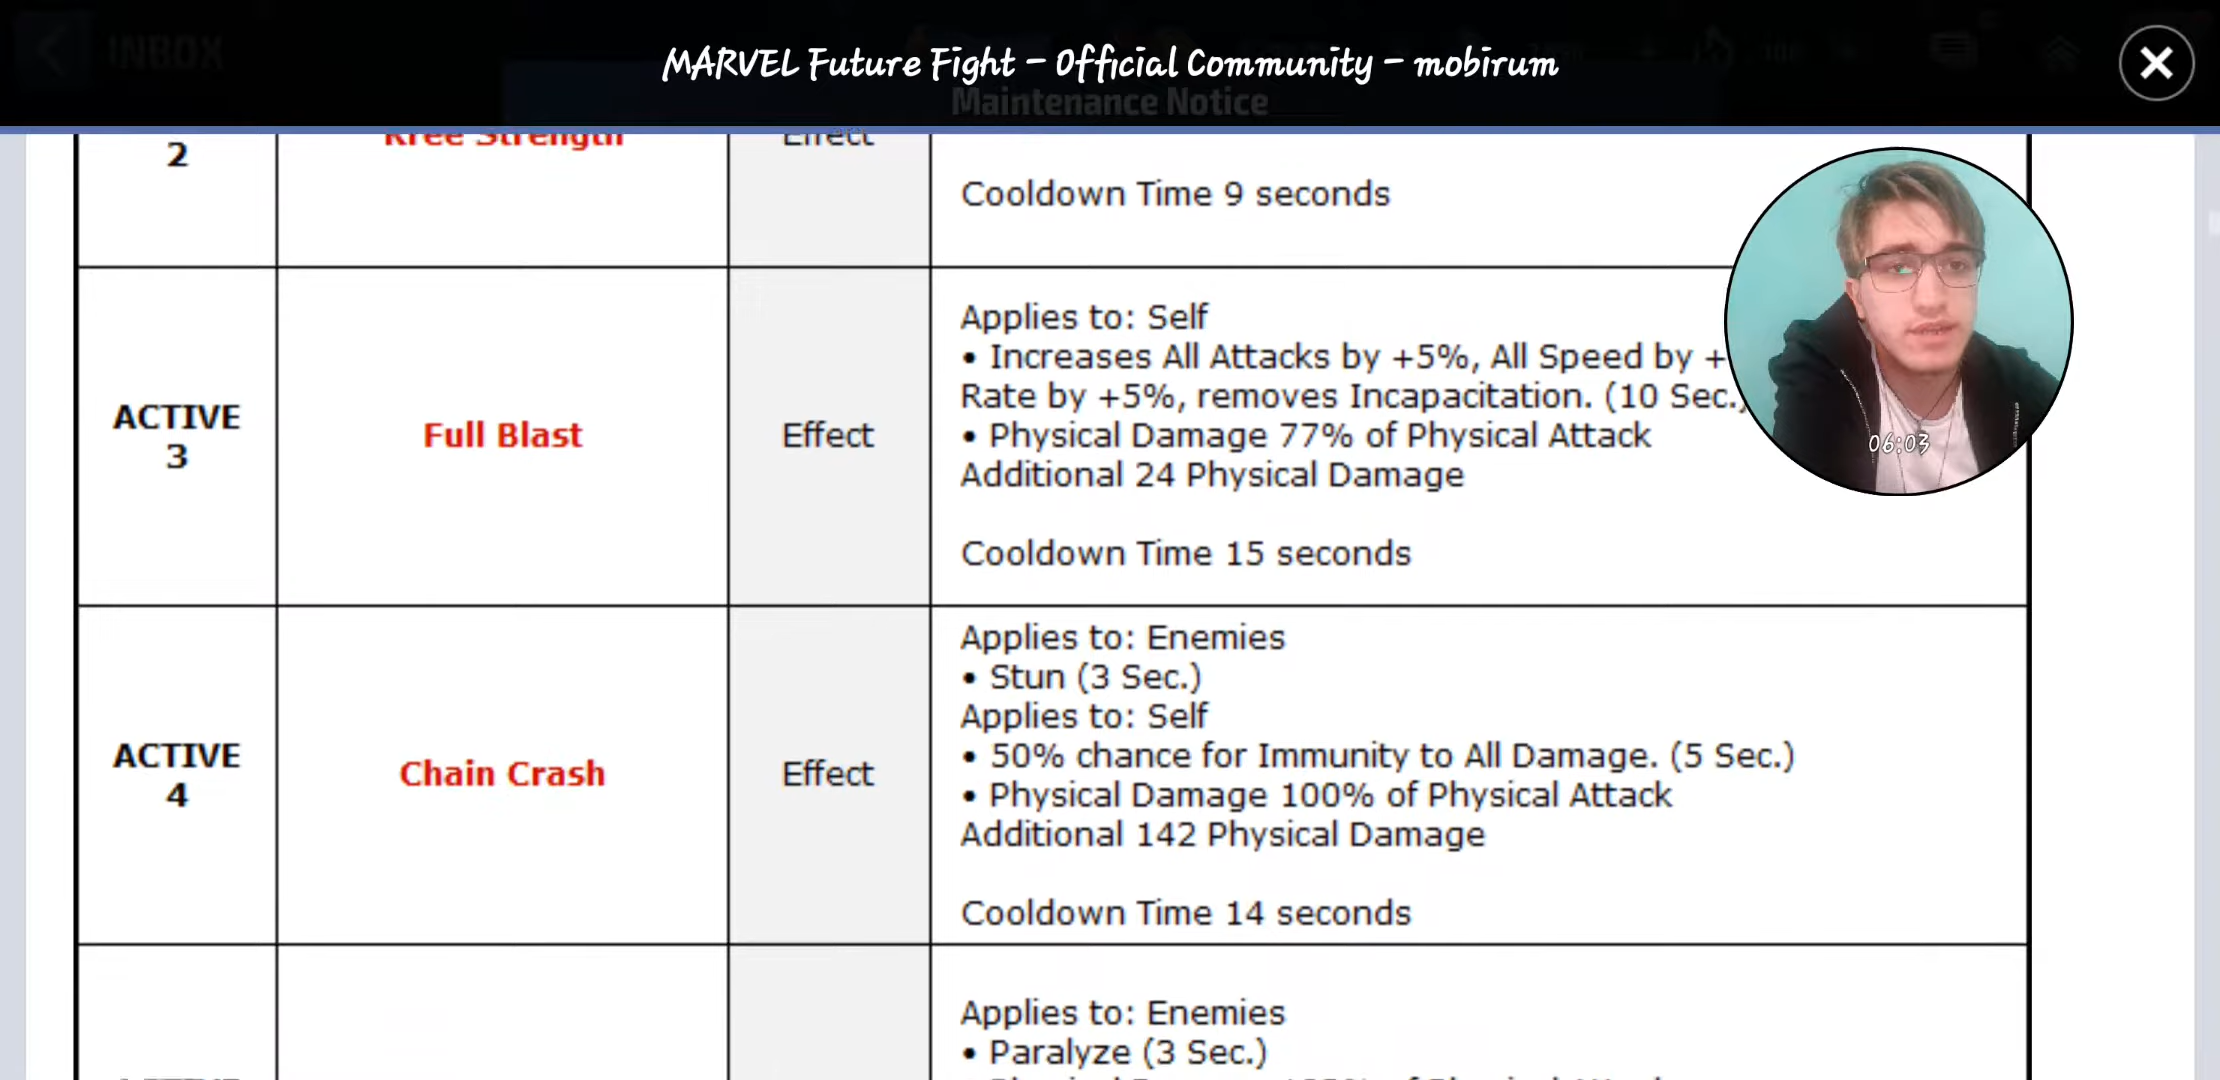 INBOX
MARVEL Future Fight – Official Community – mobirum
Maintenance Notice
2
Kree Strength
Effect
Cooldown Time 9 seconds
ACTIVE
3
Full Blast
Effect
Applies to: Self
• Increases All Attacks by +5%, All Speed by +
Rate by +5%, removes Incapacitation. (10 Sec.)
• Physical Damage 77% of Physical Attack
Additional 24 Physical Damage
Cooldown Time 15 seconds
06:03
ACTIVE
4
Chain Crash
Effect
Applies to: Enemies
• Stun (3 Sec.)
Applies to: Self
• 50% chance for Immunity to All Damage. (5 Sec.)
• Physical Damage 100% of Physical Attack
Additional 142 Physical Damage
Cooldown Time 14 seconds
Applies to: Enemies
• Paralyze (3 Sec.)